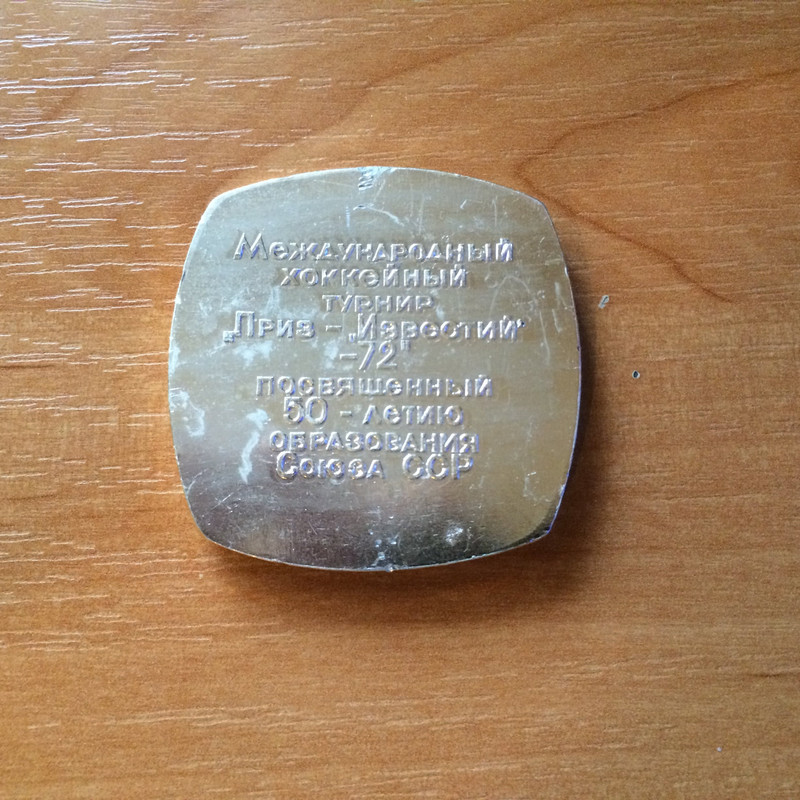 Международный
хоккейный
турнир
„Приз – „Известий"
-72"
посвященный
50 - летию
образования
Союза ССР